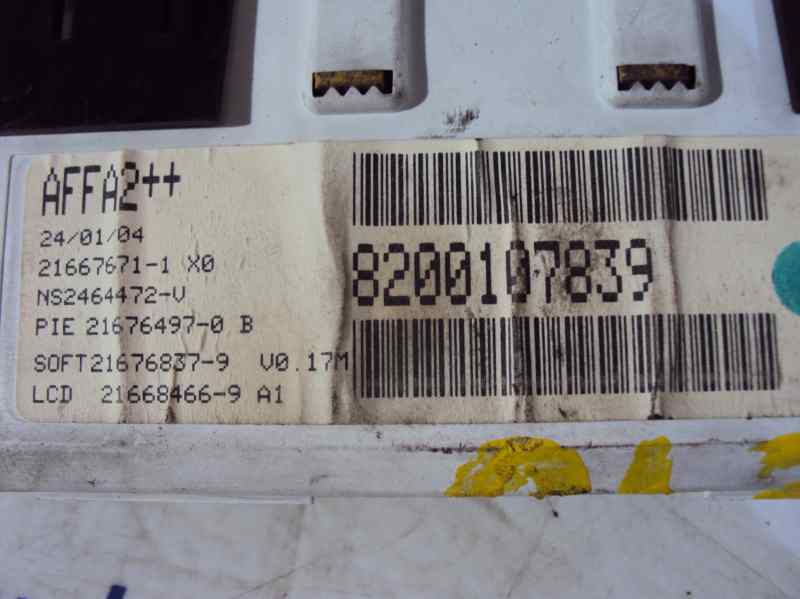 AFFA2++
24/01/04
21667671-1 X0
NS2464472-V
PIE 21676497-0 B
SOFT21676837-9 V0.17M
LCD 21668466-9 A1
8200107839